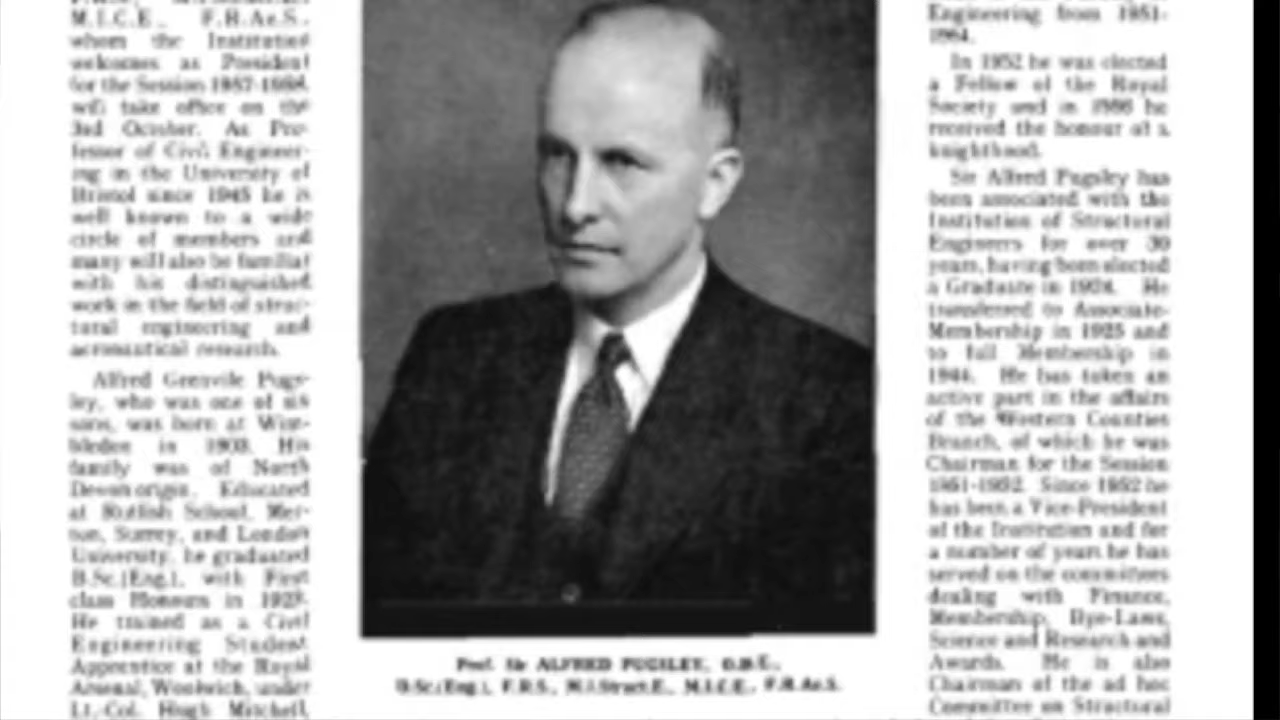 M.I.C.E., F.R.Ae.S.,
whom the Institution
welcomes as President
for the Session 1957-1958,
will take office on the
3rd October. As Pro-
fessor of Civil Engineer-
ing in the University of
Bristol since 1945 he is
well known to a wide
circle of members and
many will also be familiar
with his distinguished
work in the field of struc-
tural engineering and
aeronautical research.
Alfred Grenvile Pugs-
ley, who was one of six
sons, was born at Wim-
bledon in 1903. His
family was of North
Devon origin. Educated
at Rutlish School, Mer-
ton, Surrey, and London
University, he graduated
B.Sc.(Eng.), with First
class Honours in 1923.
He trained as a Civil
Engineering Student
Apprentice at the Royal
Arsenal, Woolwich, under
Lt.-Col. Hugh Mitchell,
Prof. Sir ALFRED PUGSLEY, O.B.E.,
D.Sc.(Eng.), F.R.S., M.I.Struct.E., M.I.C.E., F.R.Ae.S.
Engineering from 1951-
1954.
In 1952 he was elected
a Fellow of the Royal
Society and in 1956 he
received the honour of a
knighthood.
Sir Alfred Pugsley has
been associated with the
Institution of Structural
Engineers for over 30
years, having been elected
a Graduate in 1924. He
transferred to Associate-
Membership in 1925 and
to full Membership in
1944. He has taken an
active part in the affairs
of the Western Counties
Branch, of which he was
Chairman for the Session
1951-1952. Since 1952 he
has been a Vice-President
of the Institution and for
a number of years he has
served on the committees
dealing with Finance,
Membership, Bye-Laws,
Science and Research and
Awards. He is also
Chairman of the ad hoc
Committee on Structural